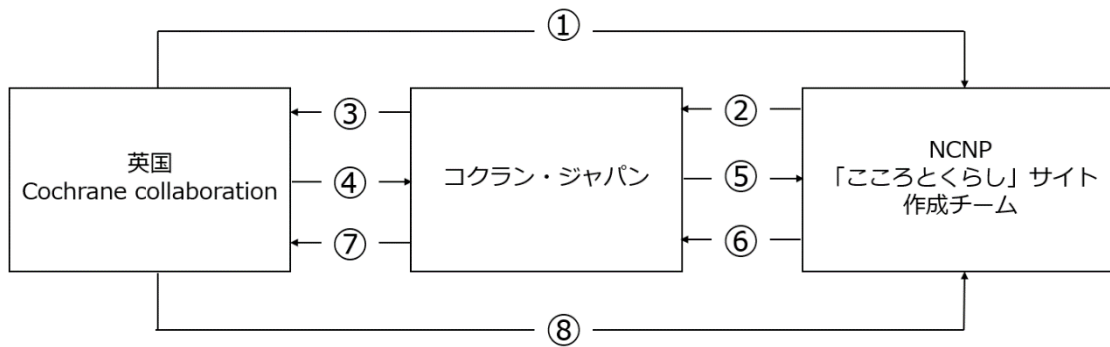 ①
英国
Cochrane collaboration
③
④
⑦
コクラン・ジャパン
②
⑤
⑥
NCNP
「こころとくらし」サイト
作成チーム
⑧